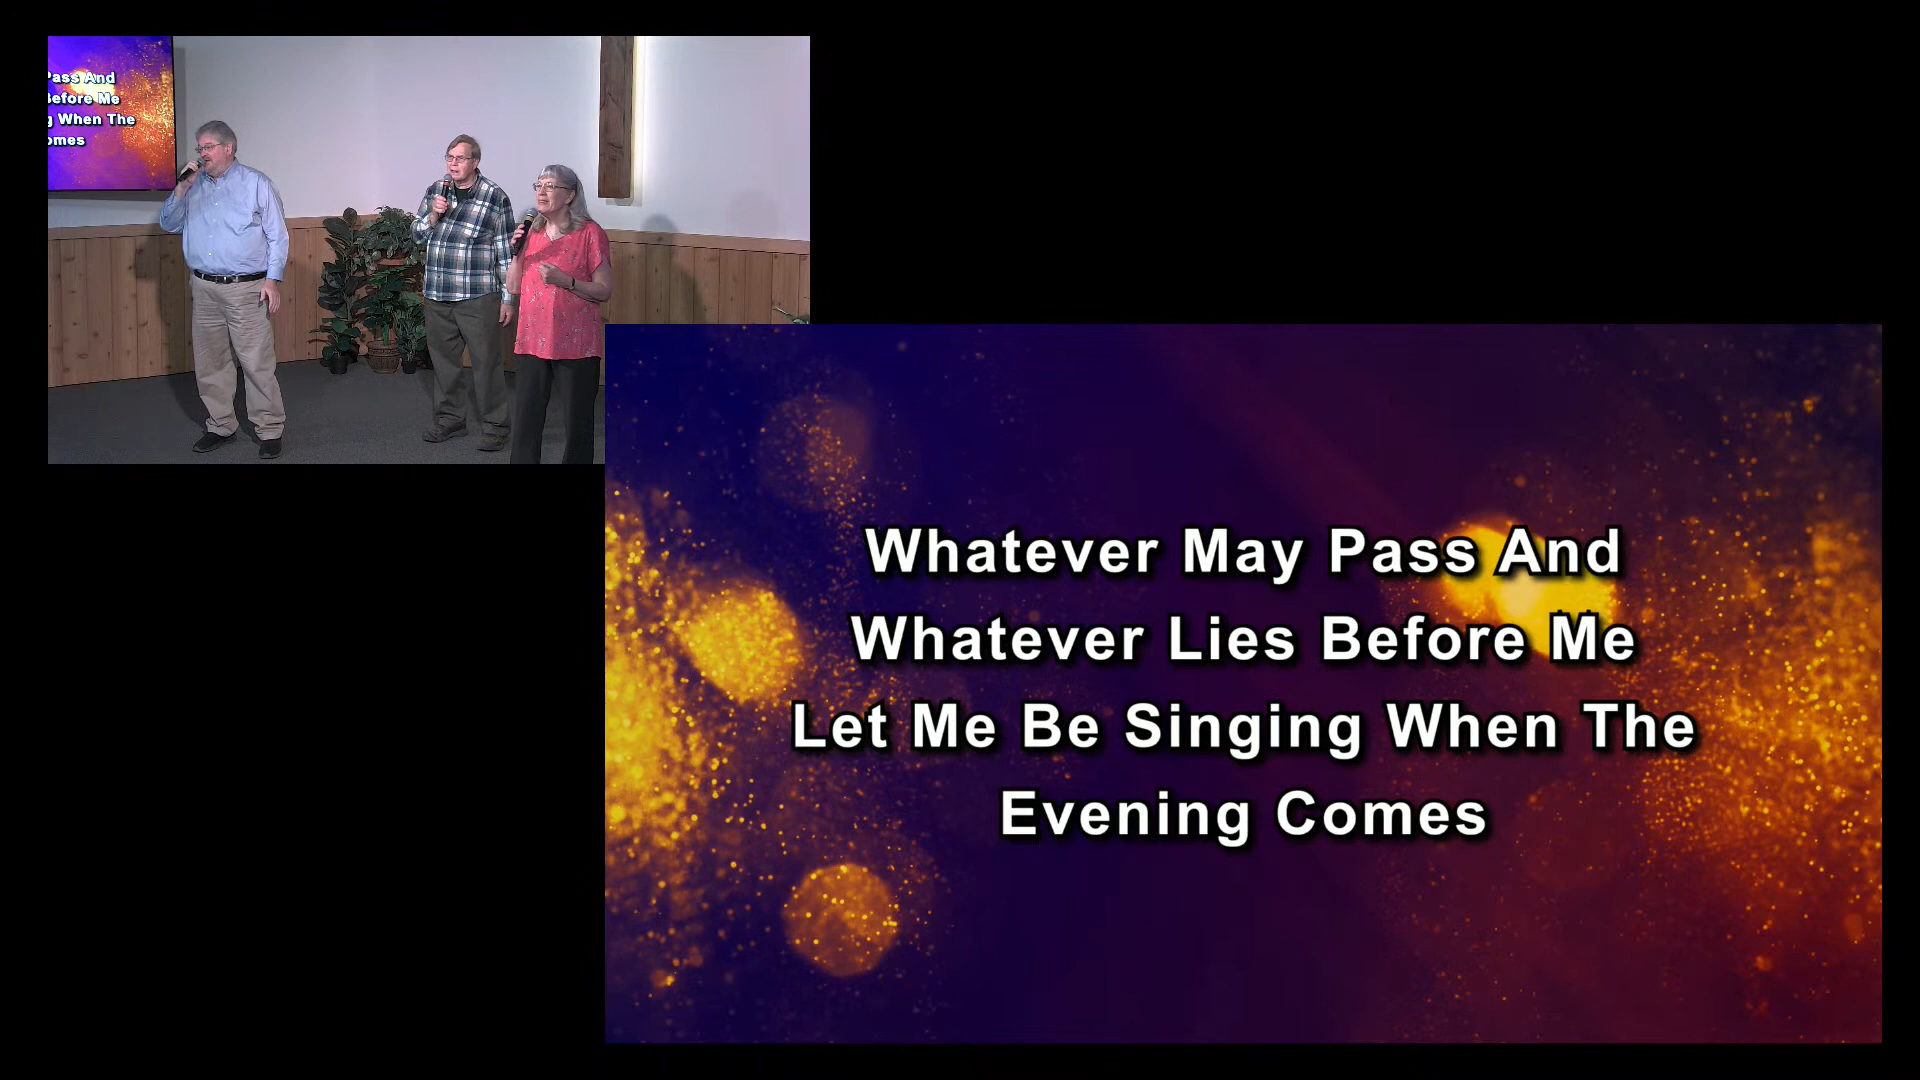 Pass And
Before Me
g When The
omes
Whatever May Pass And
Whatever Lies Before Me
Let Me Be Singing When The
Evening Comes